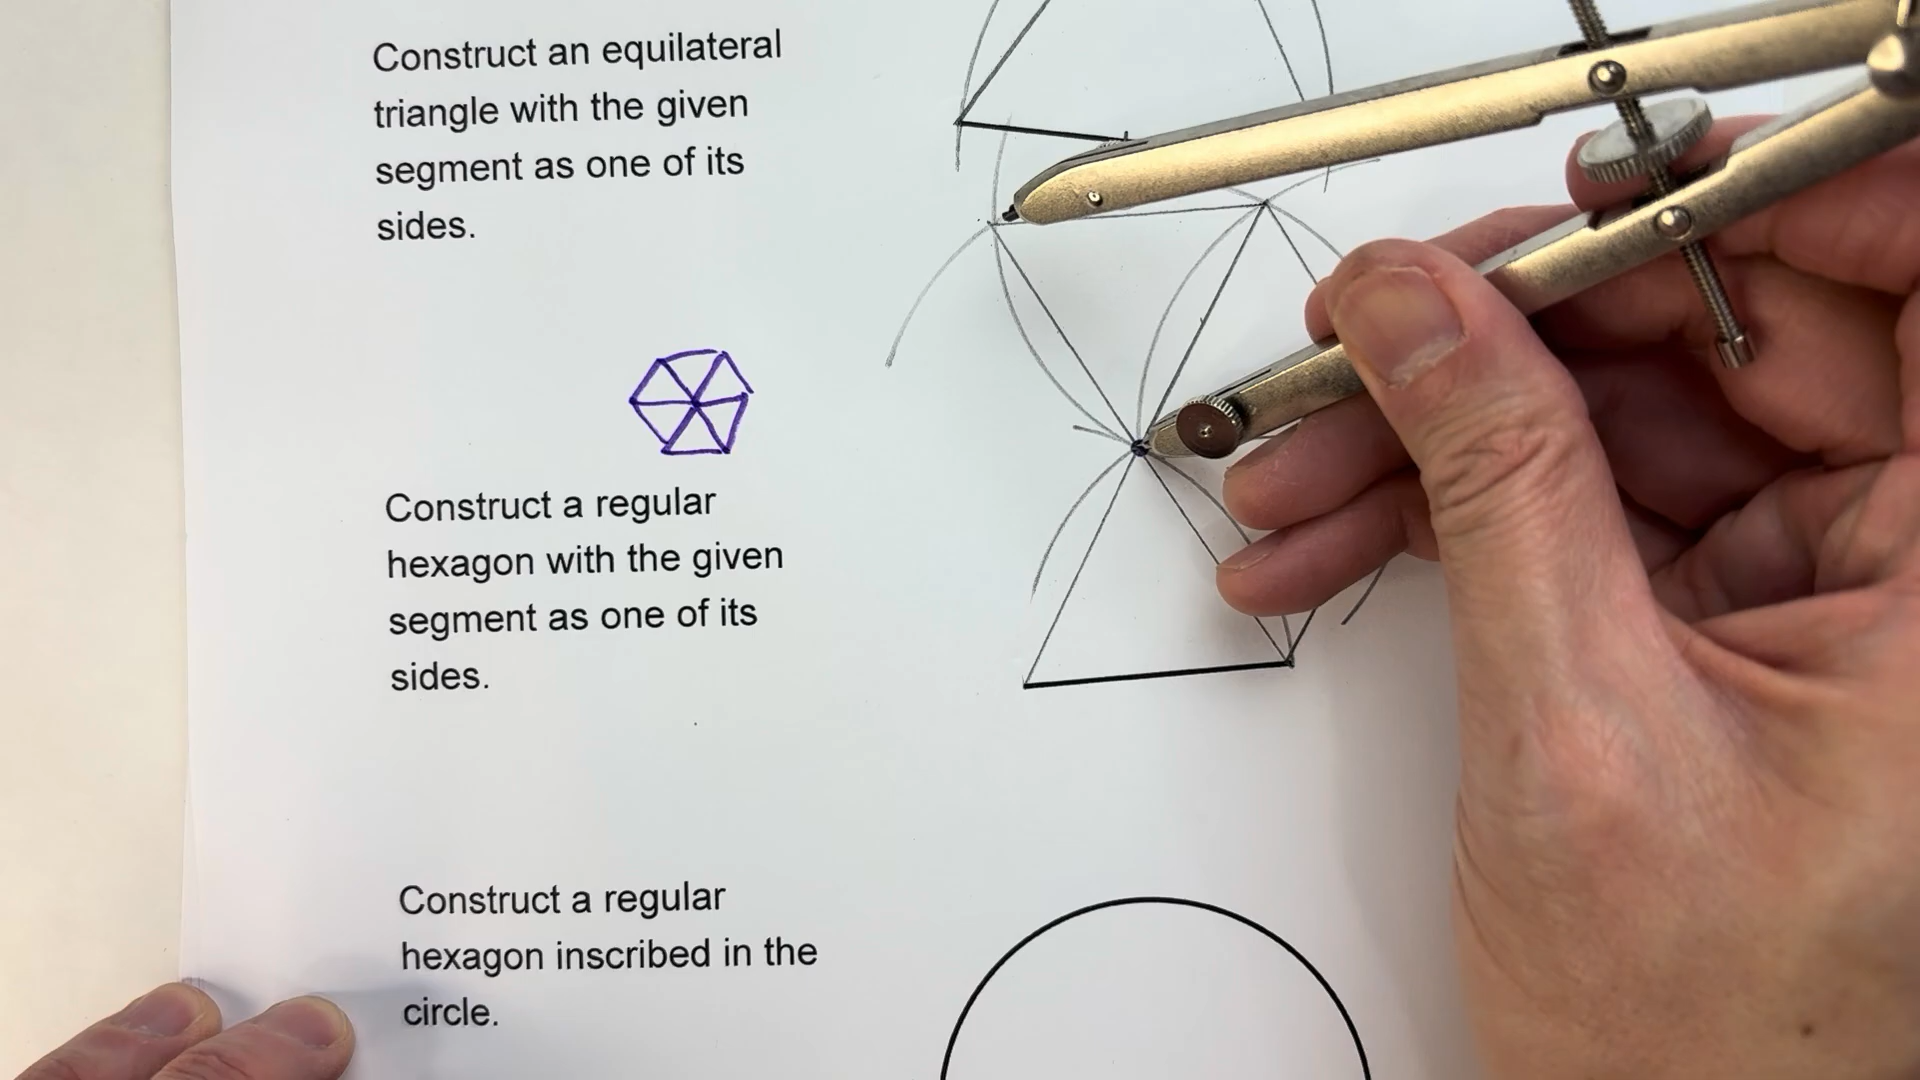 Construct an equilateral
triangle with the given
segment as one of its
sides.
Construct a regular
hexagon with the given
segment as one of its
sides.
Construct a regular
hexagon inscribed in the
circle.